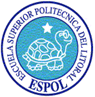 ESCUELA SUPERIOR POLITECNICA DEL LITORAL
ESPOL